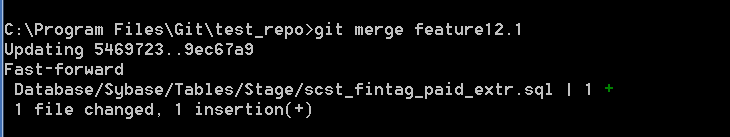 C:\Program Files\Git\test_repo>git merge feature12.1
Updating 5469723..9ec67a9
Fast-forward
 Database/Sybase/Tables/Stage/scst_fintag_paid_extr.sql | 1 +
 1 file changed, 1 insertion(+)